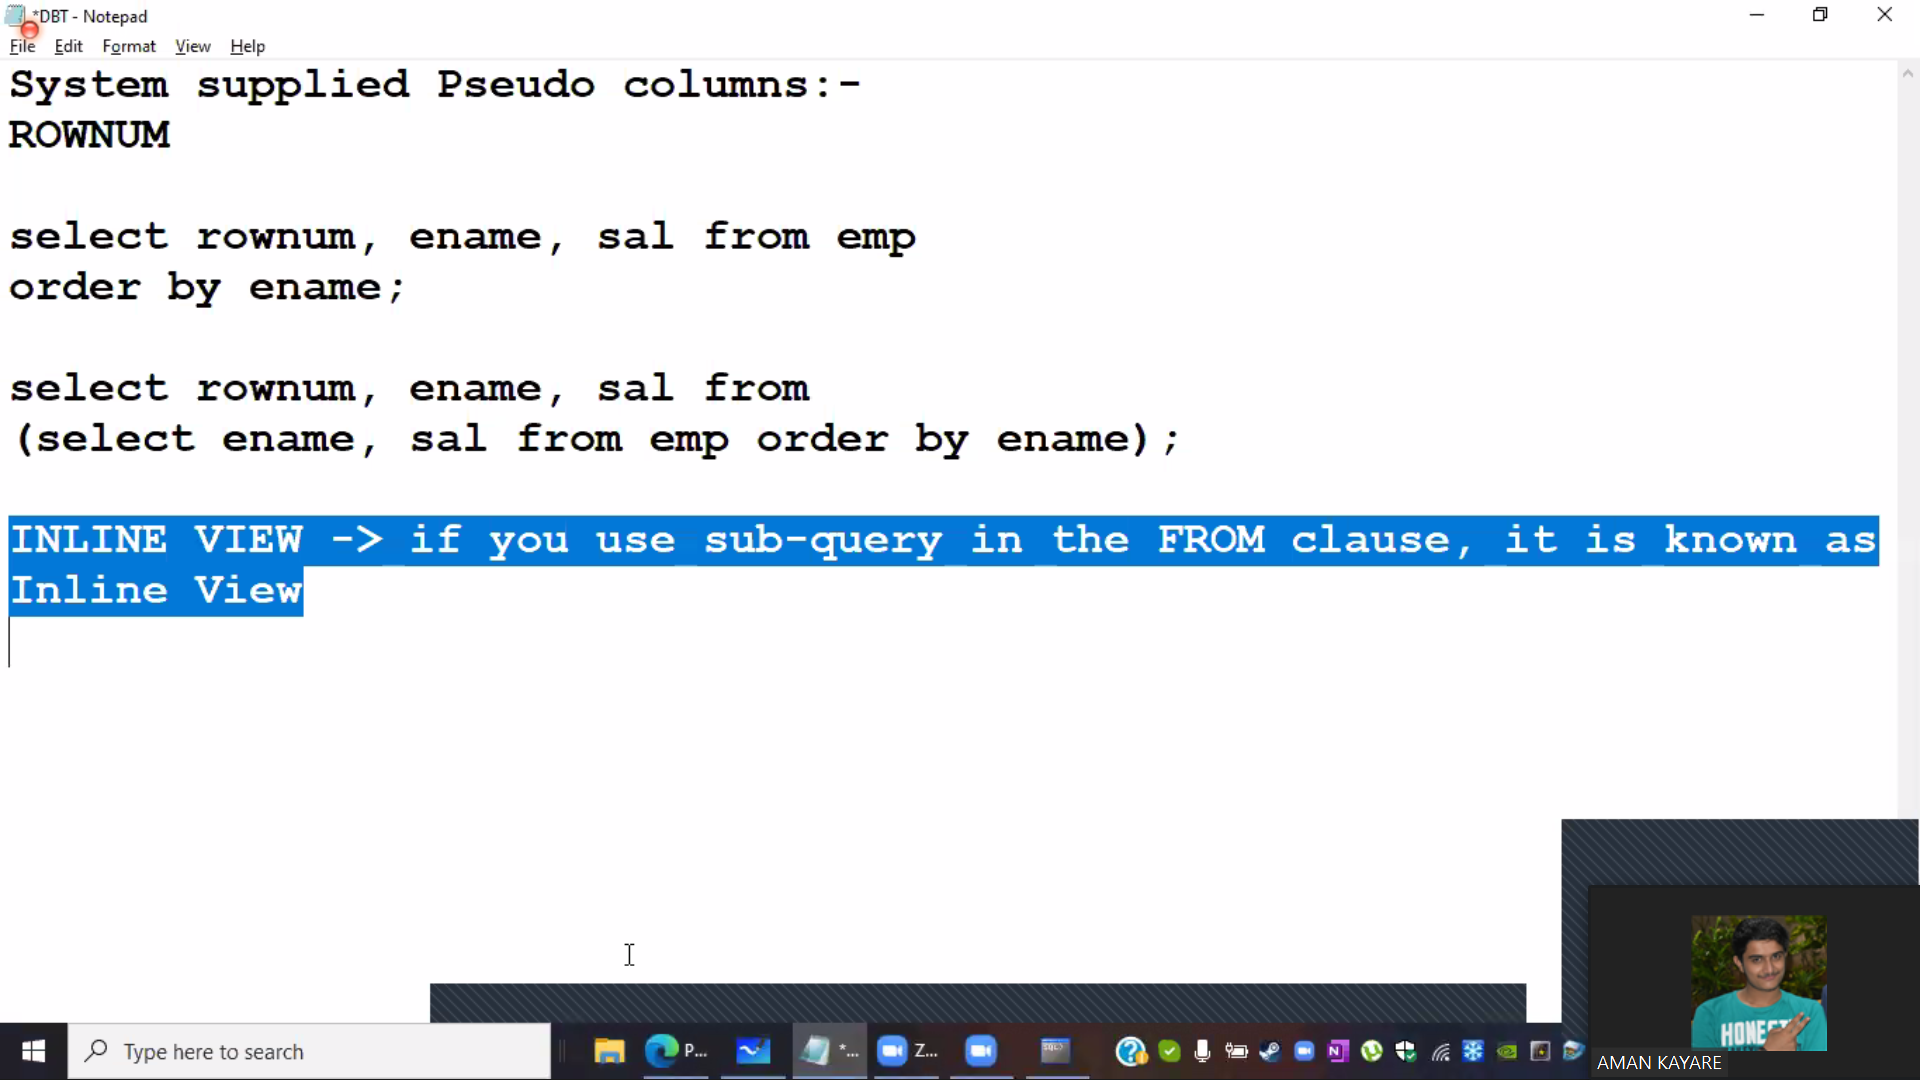 *DBT - Notepad
File Edit Format View Help
System supplied Pseudo columns:-
ROWNUM
select rownum, ename, sal from emp
order by ename;
select rownum, ename, sal from
(select ename, sal from emp order by ename);
INLINE VIEW -> if you use sub-query in the FROM clause, it is known as
Inline View
HONEST
Type here to search
P...
*...
Z...
AMAN KAYARE